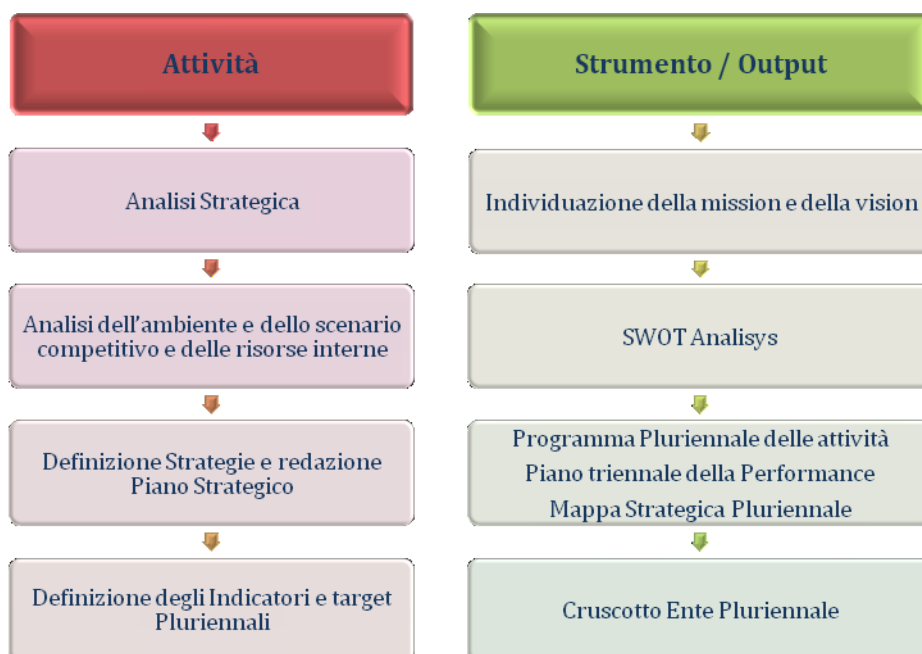 Attività
Analisi Strategica
Analisi dell'ambiente e dello scenario
competitivo e delle risorse interne
Definizione Strategie e redazione
Piano Strategico
Definizione degli Indicatori e target
Pluriennali
Strumento / Output
Individuazione della mission e della vision
SWOT Analisys
Programma Pluriennale delle attività
Piano triennale della Performance
Mappa Strategica Pluriennale
Cruscotto Ente Pluriennale